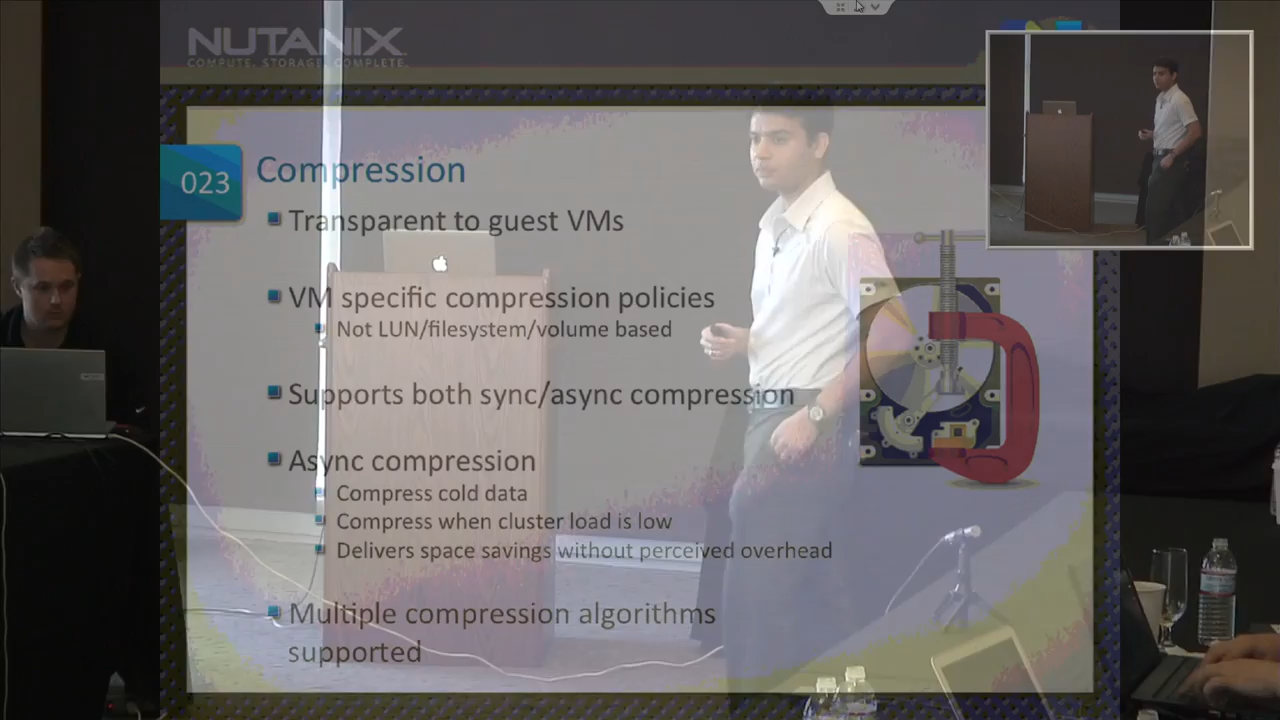 NUTANIX
COMPUTE. STORAGE. COMPLETE.
023
Compression
Transparent to guest VMs
VM specific compression policies
Not LUN/filesystem/volume based
Supports both sync/async compression
Async compression
Compress cold data
Compress when cluster load is low
Delivers space savings without perceived overhead
Multiple compression algorithms
supported